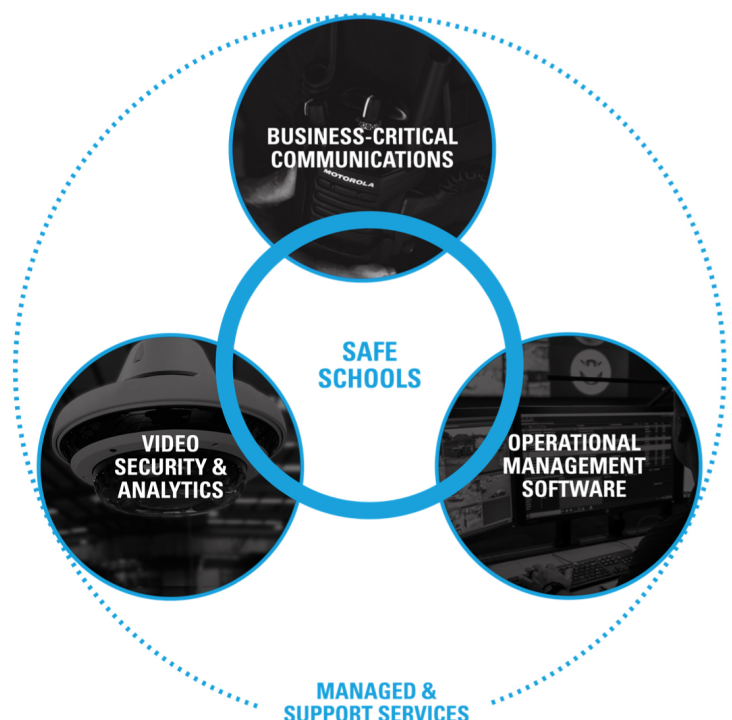 BUSINESS-CRITICAL
COMMUNICATIONS
MOTOROLA
SAFE
SCHOOLS
VIDEO
SECURITY &
ANALYTICS
OPERATIONAL
MANAGEMENT
SOFTWARE
MANAGED &
SUPPORT SERVICES